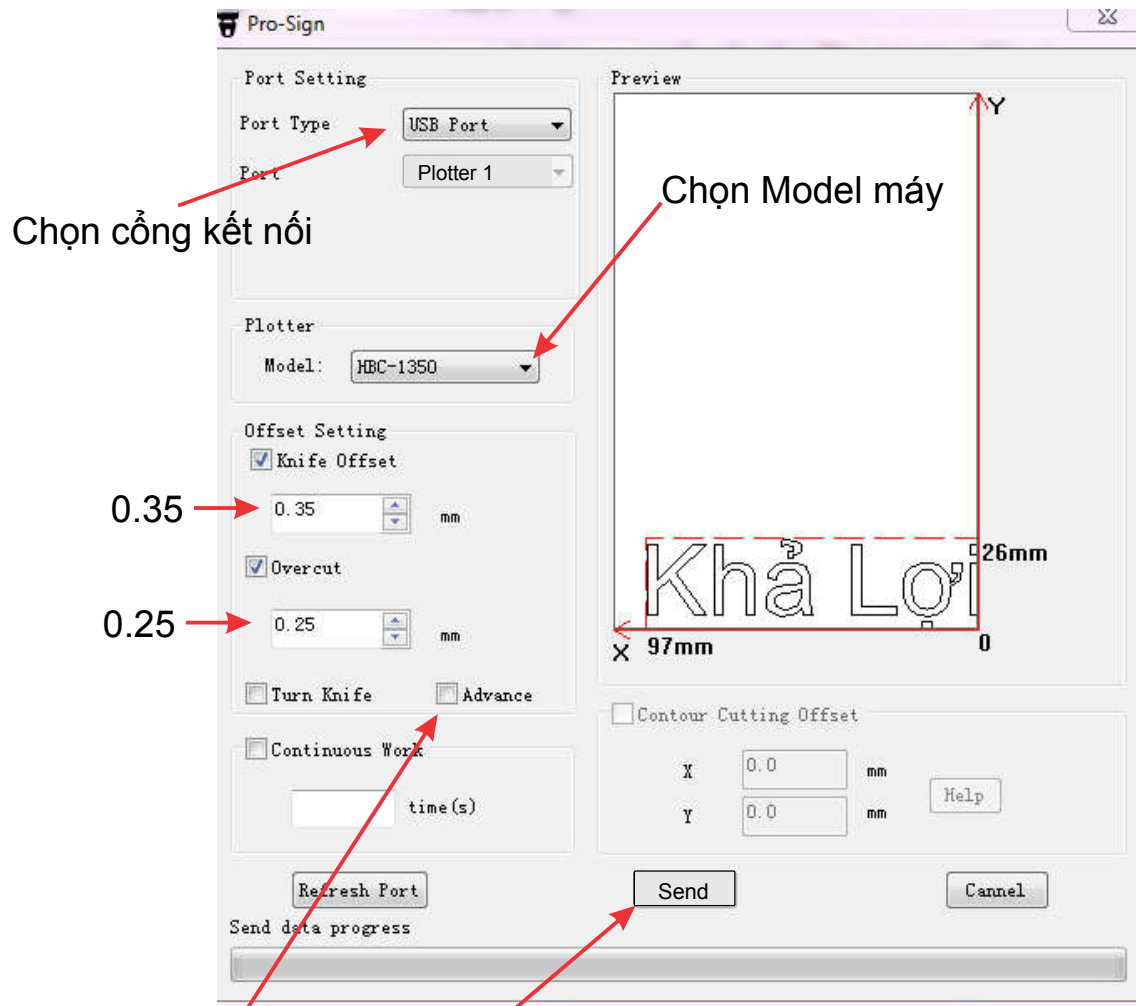 Pro-Sign
Port Setting
Port Type
USB Port
Port
Plotter 1
Chọn cổng kết nối
Plotter
Model:
HBC-1350
Offset Setting
Knife Offset
0.35
0.35
mm
Overcut
0.25
0.25
mm
Turn Knife
Advance
Continuous Work
time(s)
Preview
Y
Chọn Model máy
Khả Lợi
26mm
X
97mm
0
Contour Cutting Offset
X
0.0
mm
Y
0.0
mm
Help
Refresh Port
Send
Cannel
Send data progress